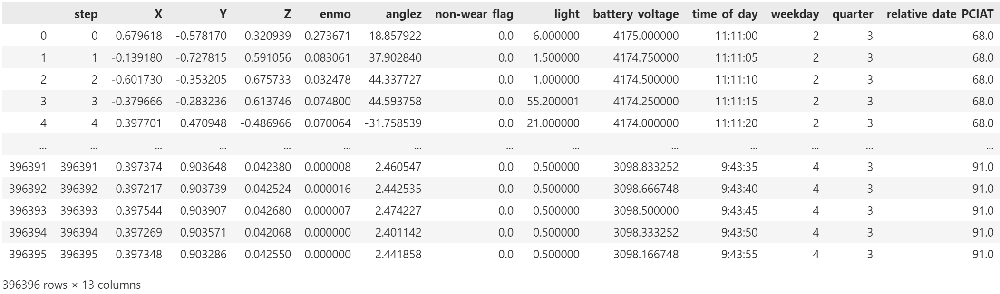 step X Y Z enmo anglez non-wear_flag light battery_voltage time_of_day weekday quarter relative_date_PCIAT
0 0 0.679618 -0.578170 0.320939 0.273671 18.857922 0.0 6.000000 4175.000000 11:11:00 2 3 68.0
1 1 -0.139180 -0.727815 0.591056 0.083061 37.902840 0.0 1.500000 4174.750000 11:11:05 2 3 68.0
2 2 -0.601730 -0.353205 0.675733 0.032478 44.337727 0.0 1.000000 4174.500000 11:11:10 2 3 68.0
3 3 -0.379666 -0.283236 0.613746 0.074800 44.593758 0.0 55.200001 4174.250000 11:11:15 2 3 68.0
4 4 0.397701 0.470948 -0.486966 0.070064 -31.758539 0.0 21.000000 4174.000000 11:11:20 2 3 68.0
... ... ... ... ... ... ... ... ... ... ... ... ... ...
396391 396391 0.397374 0.903648 0.042380 0.000008 2.460547 0.0 0.500000 3098.833252 9:43:35 4 3 91.0
396392 396392 0.397217 0.903739 0.042524 0.000016 2.442535 0.0 0.500000 3098.666748 9:43:40 4 3 91.0
396393 396393 0.397544 0.903907 0.042680 0.000007 2.474227 0.0 0.500000 3098.500000 9:43:45 4 3 91.0
396394 396394 0.397269 0.903571 0.042068 0.000000 2.401142 0.0 0.500000 3098.333252 9:43:50 4 3 91.0
396395 396395 0.397348 0.903286 0.042550 0.000000 2.441858 0.0 0.500000 3098.166748 9:43:55 4 3 91.0
396396 rows × 13 columns